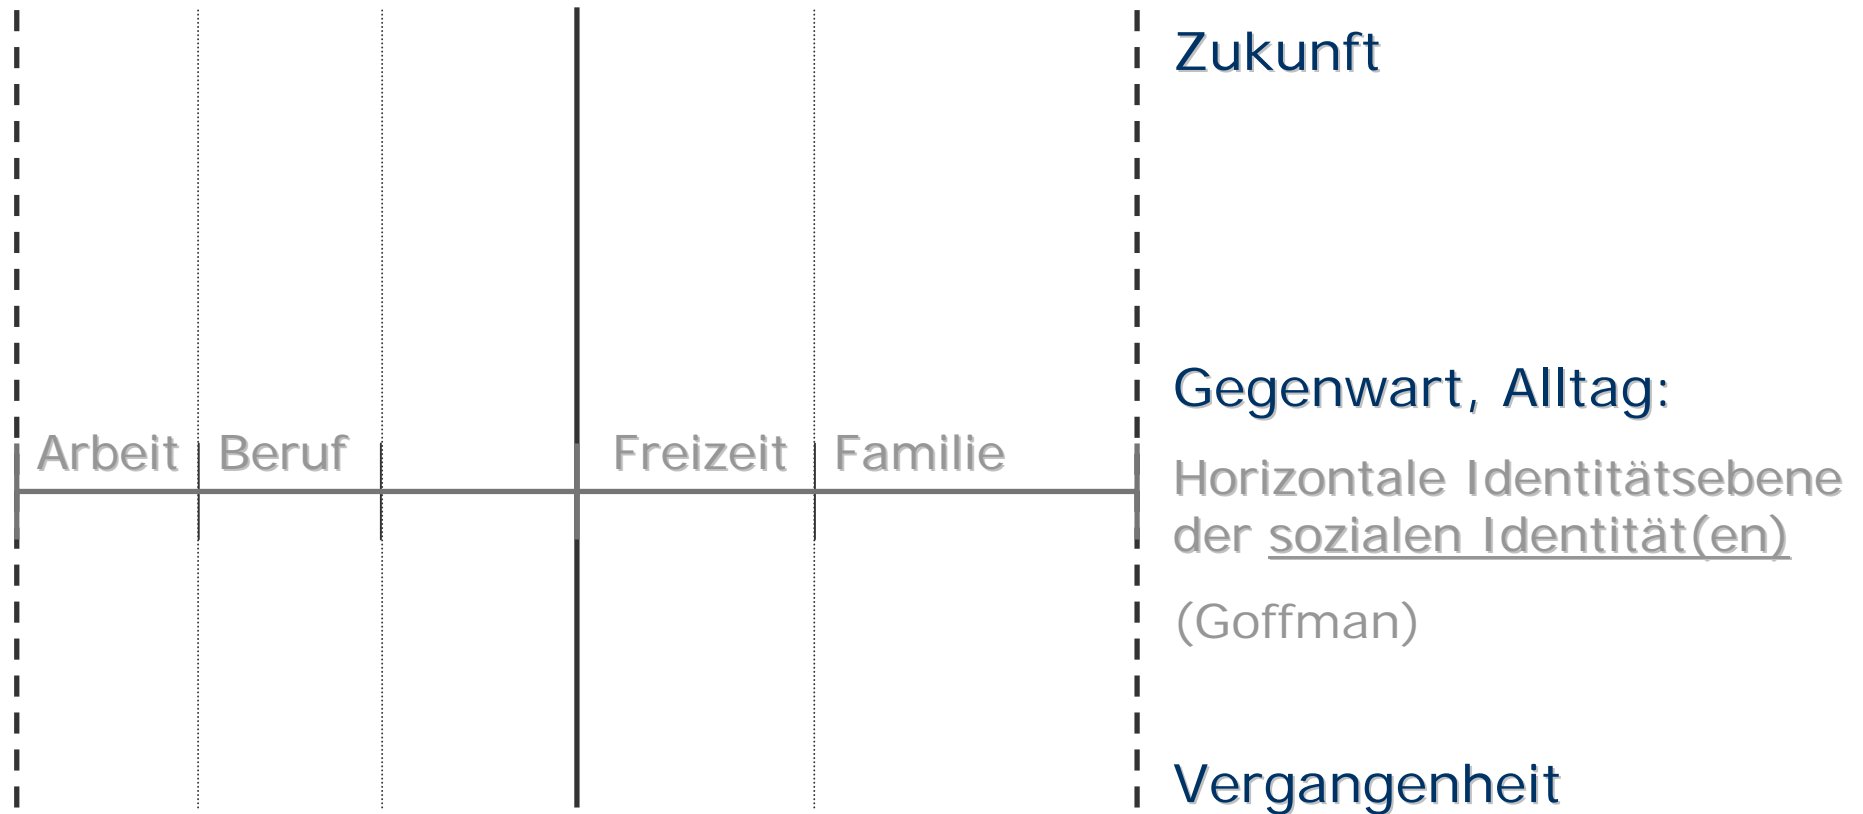 Zukunft
Gegenwart, Alltag:
Arbeit Beruf Freizeit Familie
Horizontale Identitätsebene
der sozialen Identität(en)
(Goffman)
Vergangenheit